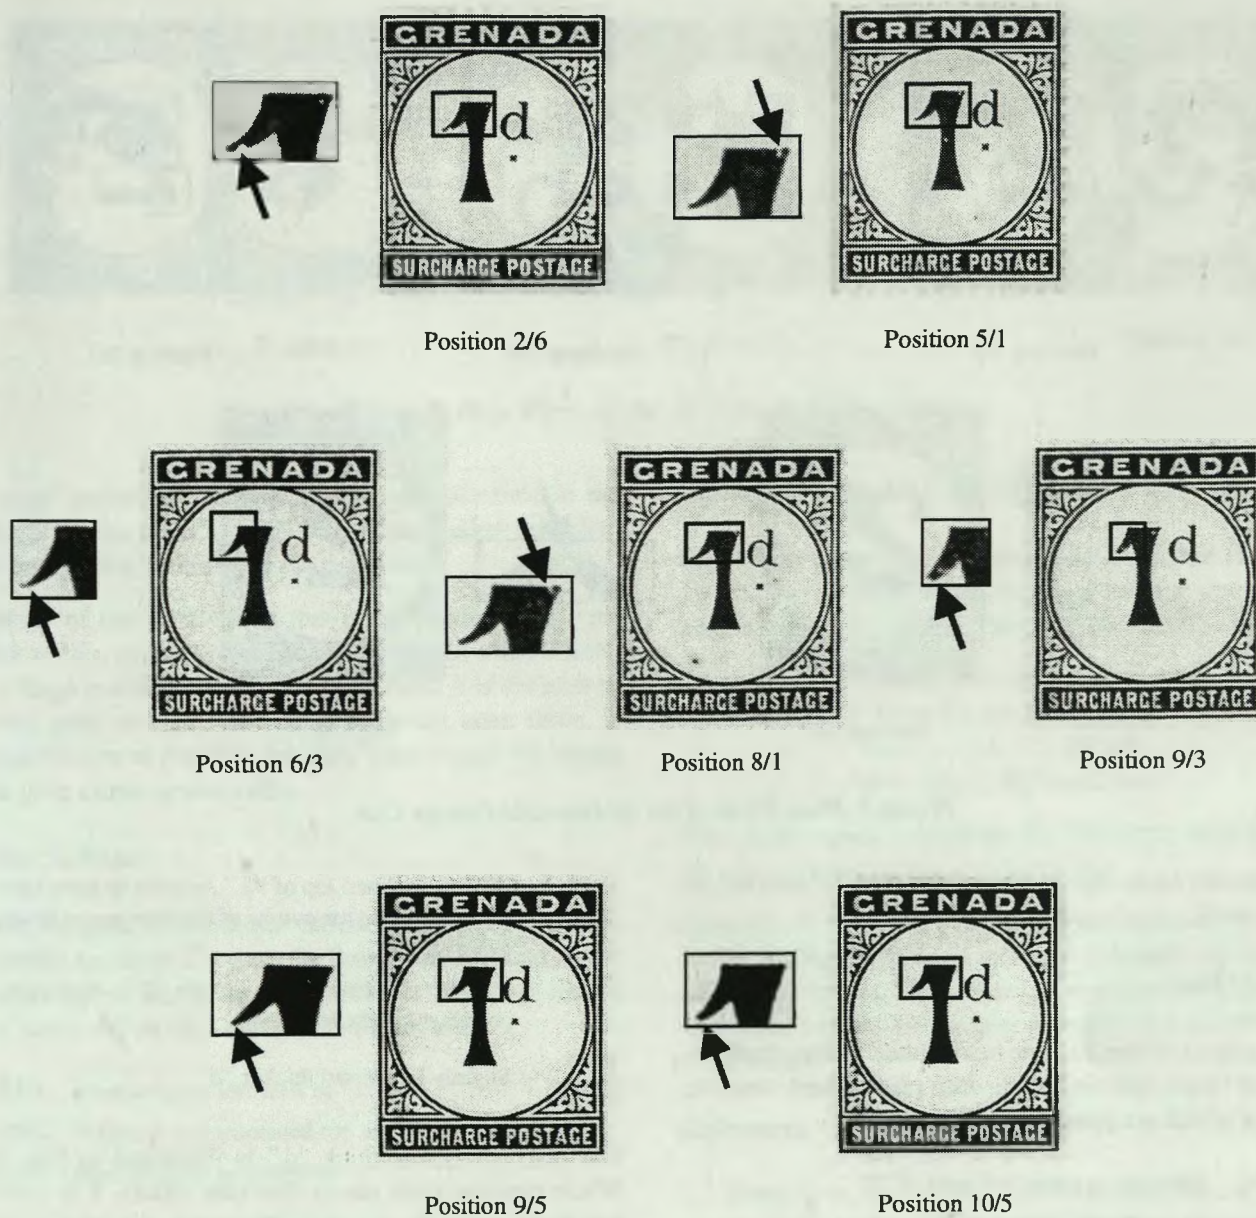 GRENADA
1d.
SURCHARGE POSTAGE
Position 2/6
GRENADA
1d.
SURCHARGE POSTAGE
Position 5/1
GRENADA
1d.
SURCHARGE POSTAGE
Position 6/3
GRENADA
1d.
SURCHARGE POSTAGE
Position 8/1
GRENADA
1d.
SURCHARGE POSTAGE
Position 9/3
GRENADA
1d.
SURCHARGE POSTAGE
Position 9/5
GRENADA
1d.
SURCHARGE POSTAGE
Position 10/5